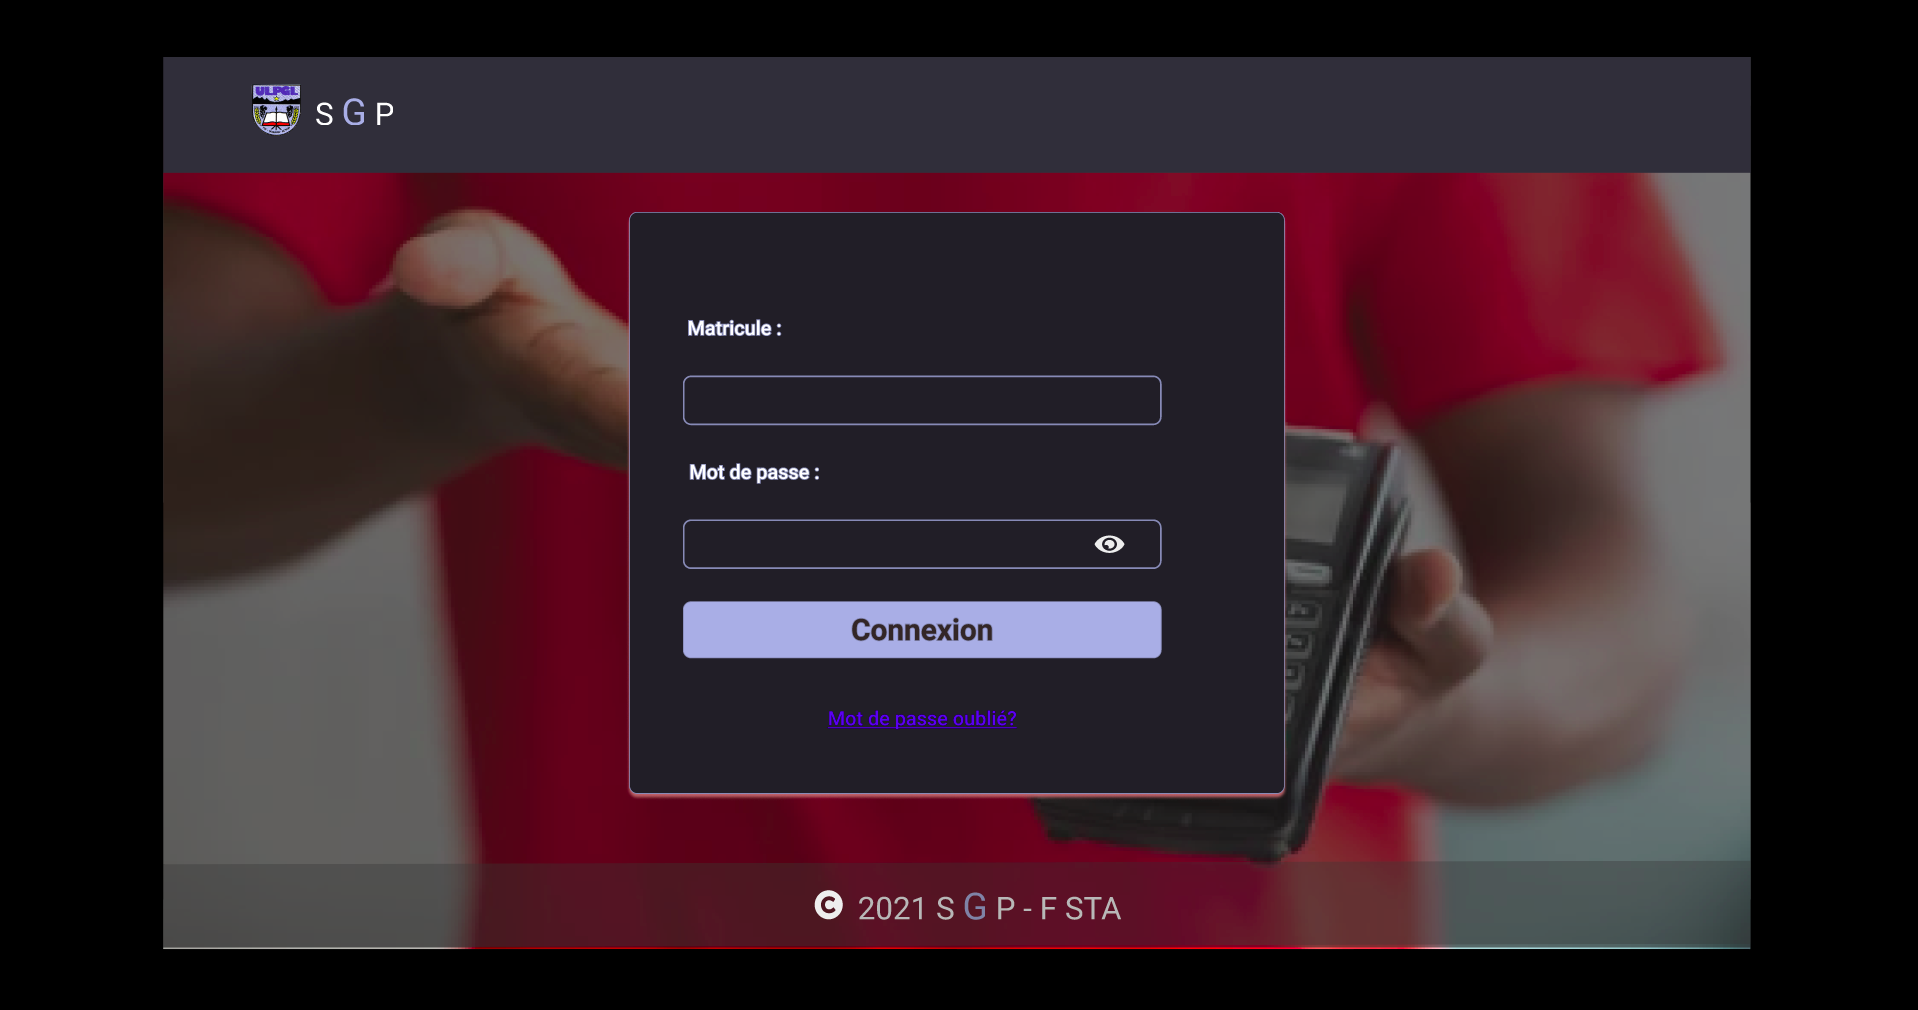 ULPGL
S G P
Matricule :
Mot de passe :
Connexion
Mot de passe oublié?
© 2021 S G P - F STA